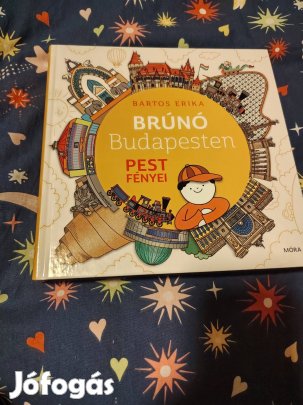 BARTOS ERIKA
BRÚNÓ
Budapesten
PEST
FÉNYEI
MÓRA
Jófogás